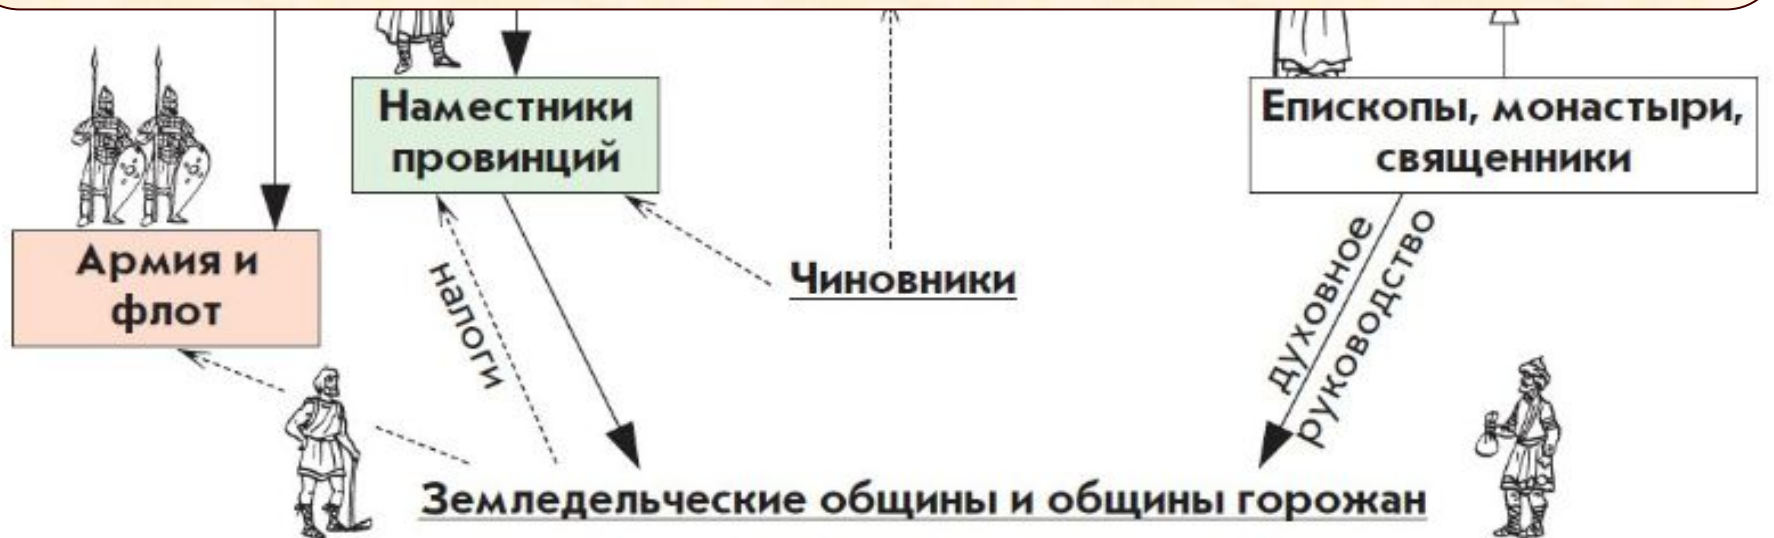 Наместники
провинций
Епископы, монастыри,
священники
Армия и
флот
налоги
Чиновники
духовное
руководство
Земледельческие общины и общины горожан